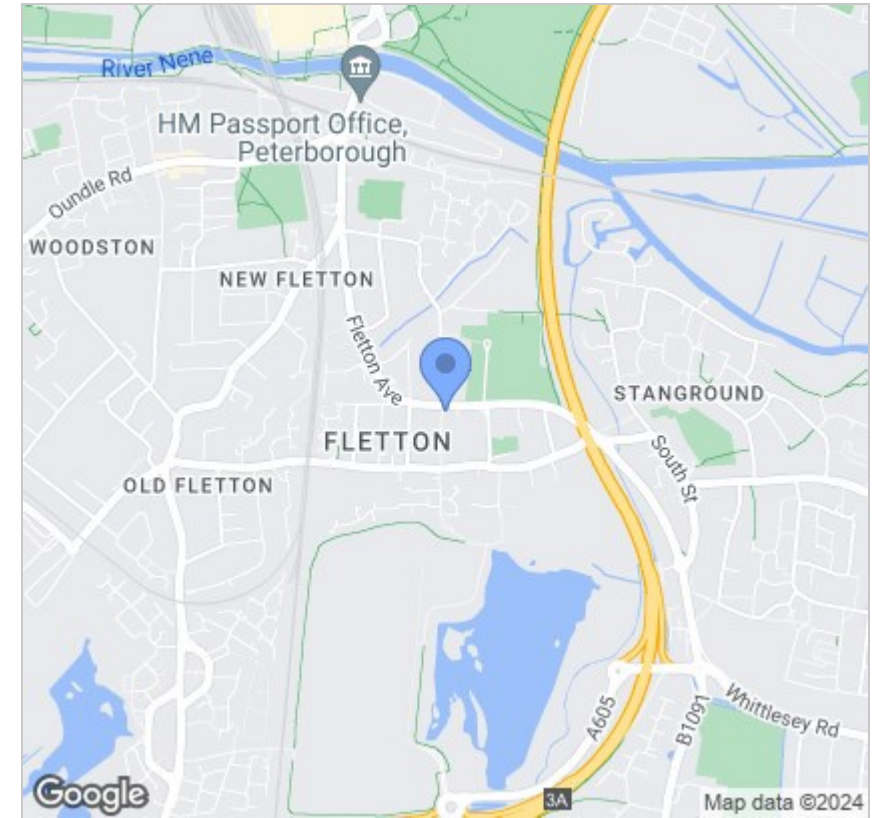 River Nene
HM Passport Office,
Peterborough
Oundle Rd
WOODSTON
NEW FLETTON
Fletton Ave
STANGROUND
FLETTON
South St
OLD FLETTON
A605
B1091
Whittlesey Rd
3A
Google
Map data ©2024